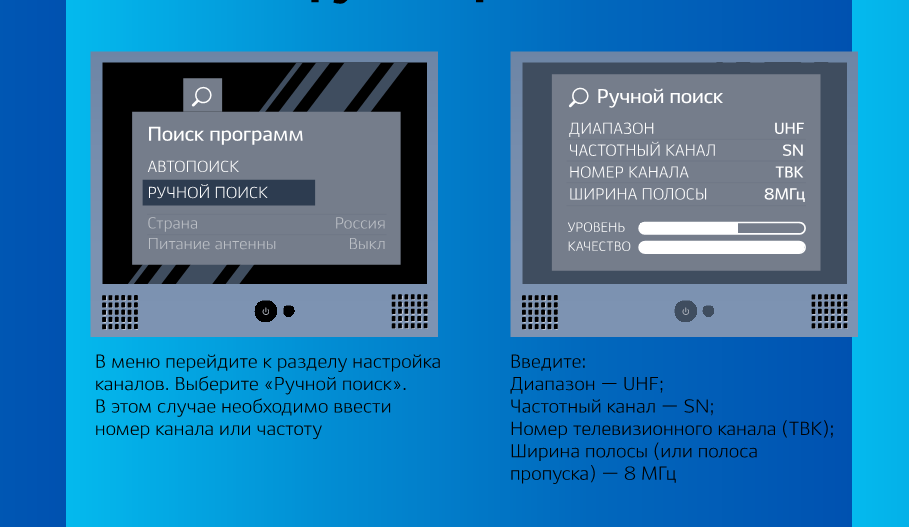 Поиск программ
АВТОПОИСК
РУЧНОЙ ПОИСК
Страна Россия
Питание антенны Выкл
В меню перейдите к разделу настройка
каналов. Выберите «Ручной поиск».
В этом случае необходимо ввести
номер канала или частоту
Ручной поиск
ДИАПАЗОН UHF
ЧАСТОТНЫЙ КАНАЛ SN
НОМЕР КАНАЛА ТВК
ШИРИНА ПОЛОСЫ 8МГц
УРОВЕНЬ
КАЧЕСТВО
Введите:
Диапазон — UHF;
Частотный канал — SN;
Номер телевизионного канала (ТВК);
Ширина полосы (или полоса
пропуска) — 8 МГц